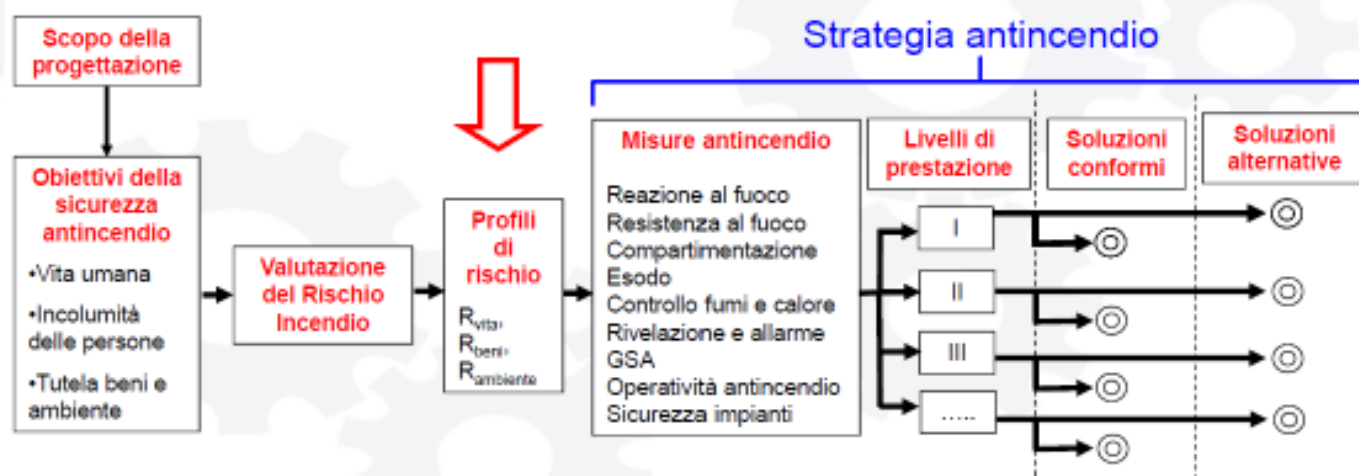 Strategia antincendio
Scopo della
progettazione
Obiettivi della
sicurezza
antincendio
•Vita umana
•Incolumità
delle persone
•Tutela beni e
ambiente
Valutazione
del Rischio
Incendio
Profili
di
rischio
Rvita,
Rbeni,
Rambiente
Misure antincendio
Reazione al fuoco
Resistenza al fuoco
Compartimentazione
Esodo
Controllo fumi e calore
Rivelazione e allarme
GSA
Operatività antincendio
Sicurezza impianti
Livelli di
prestazione
I
II
III
.....
Soluzioni
conformi
Soluzioni
alternative